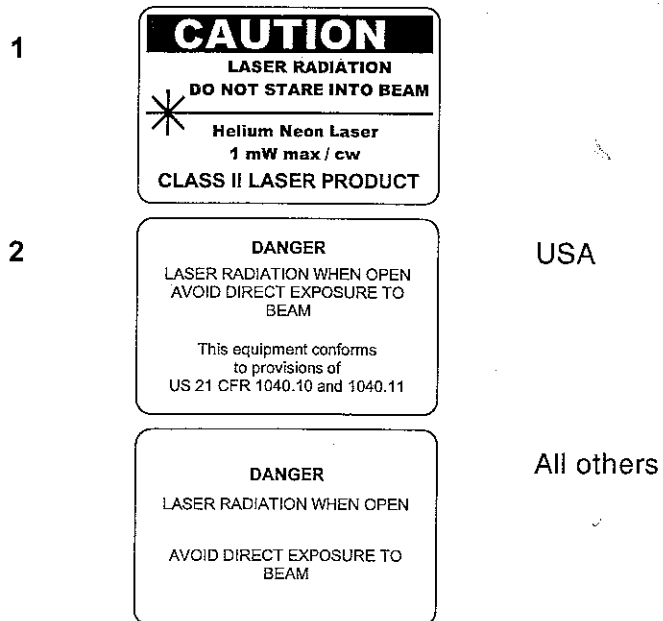 1
CAUTION
LASER RADIATION
DO NOT STARE INTO BEAM
Helium Neon Laser
1 mW max / cw
CLASS II LASER PRODUCT
2
DANGER
USA
LASER RADIATION WHEN OPEN
AVOID DIRECT EXPOSURE TO
BEAM
This equipment conforms
to provisions of
US 21 CFR 1040.10 and 1040.11
DANGER
All others
LASER RADIATION WHEN OPEN
AVOID DIRECT EXPOSURE TO
BEAM